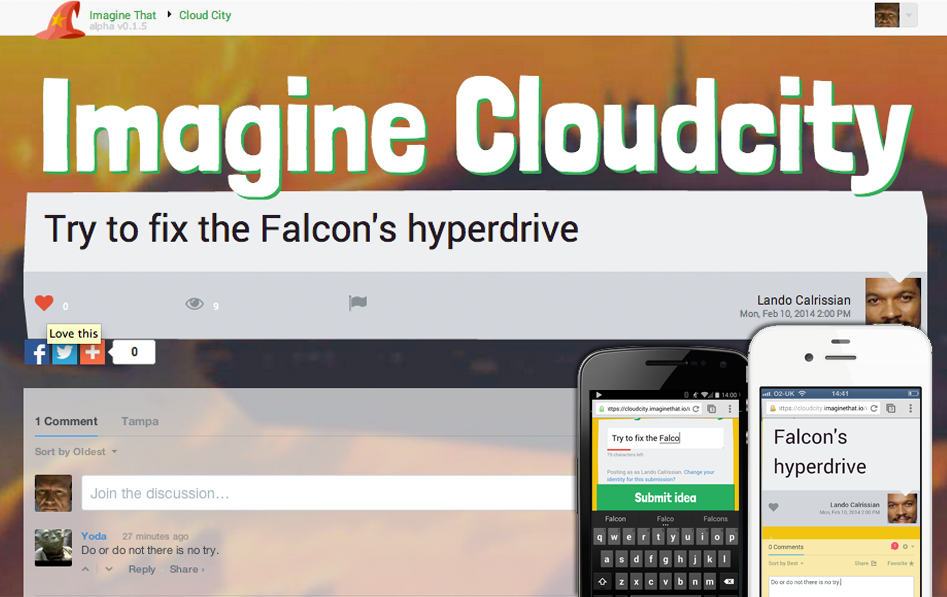 Imagine That ▸ Cloud City
alpha v0.1.5
Imagine Cloudcity
Try to fix the Falcon's hyperdrive
0
9
Lando Calrissian
Mon, Feb 10, 2014 2:00 PM
Love this
0
1 Comment Tampa
Sort by Oldest
Join the discussion...
Yoda 27 minutes ago
Do or do not there is no try.
Reply Share ›
14:00
https://cloudcity.imaginethat.io/
Try to fix the Falco
79 characters left
Posting as as Lando Calrissian. Change your
identity for this submission?
Submit idea
Falcon Falco Falcons
q w e r t y u i o p
a s d f g h j k l
z x c v b n m
O2-UK 14:41
https://cloudcity.imaginethat.io/
Falcon's
hyperdrive
Lando Calrissian
Mon, Feb 10, 2014 2:00 PM
0 Comments
Sort by Best Share Favorite ★
Do or do not there is no try.